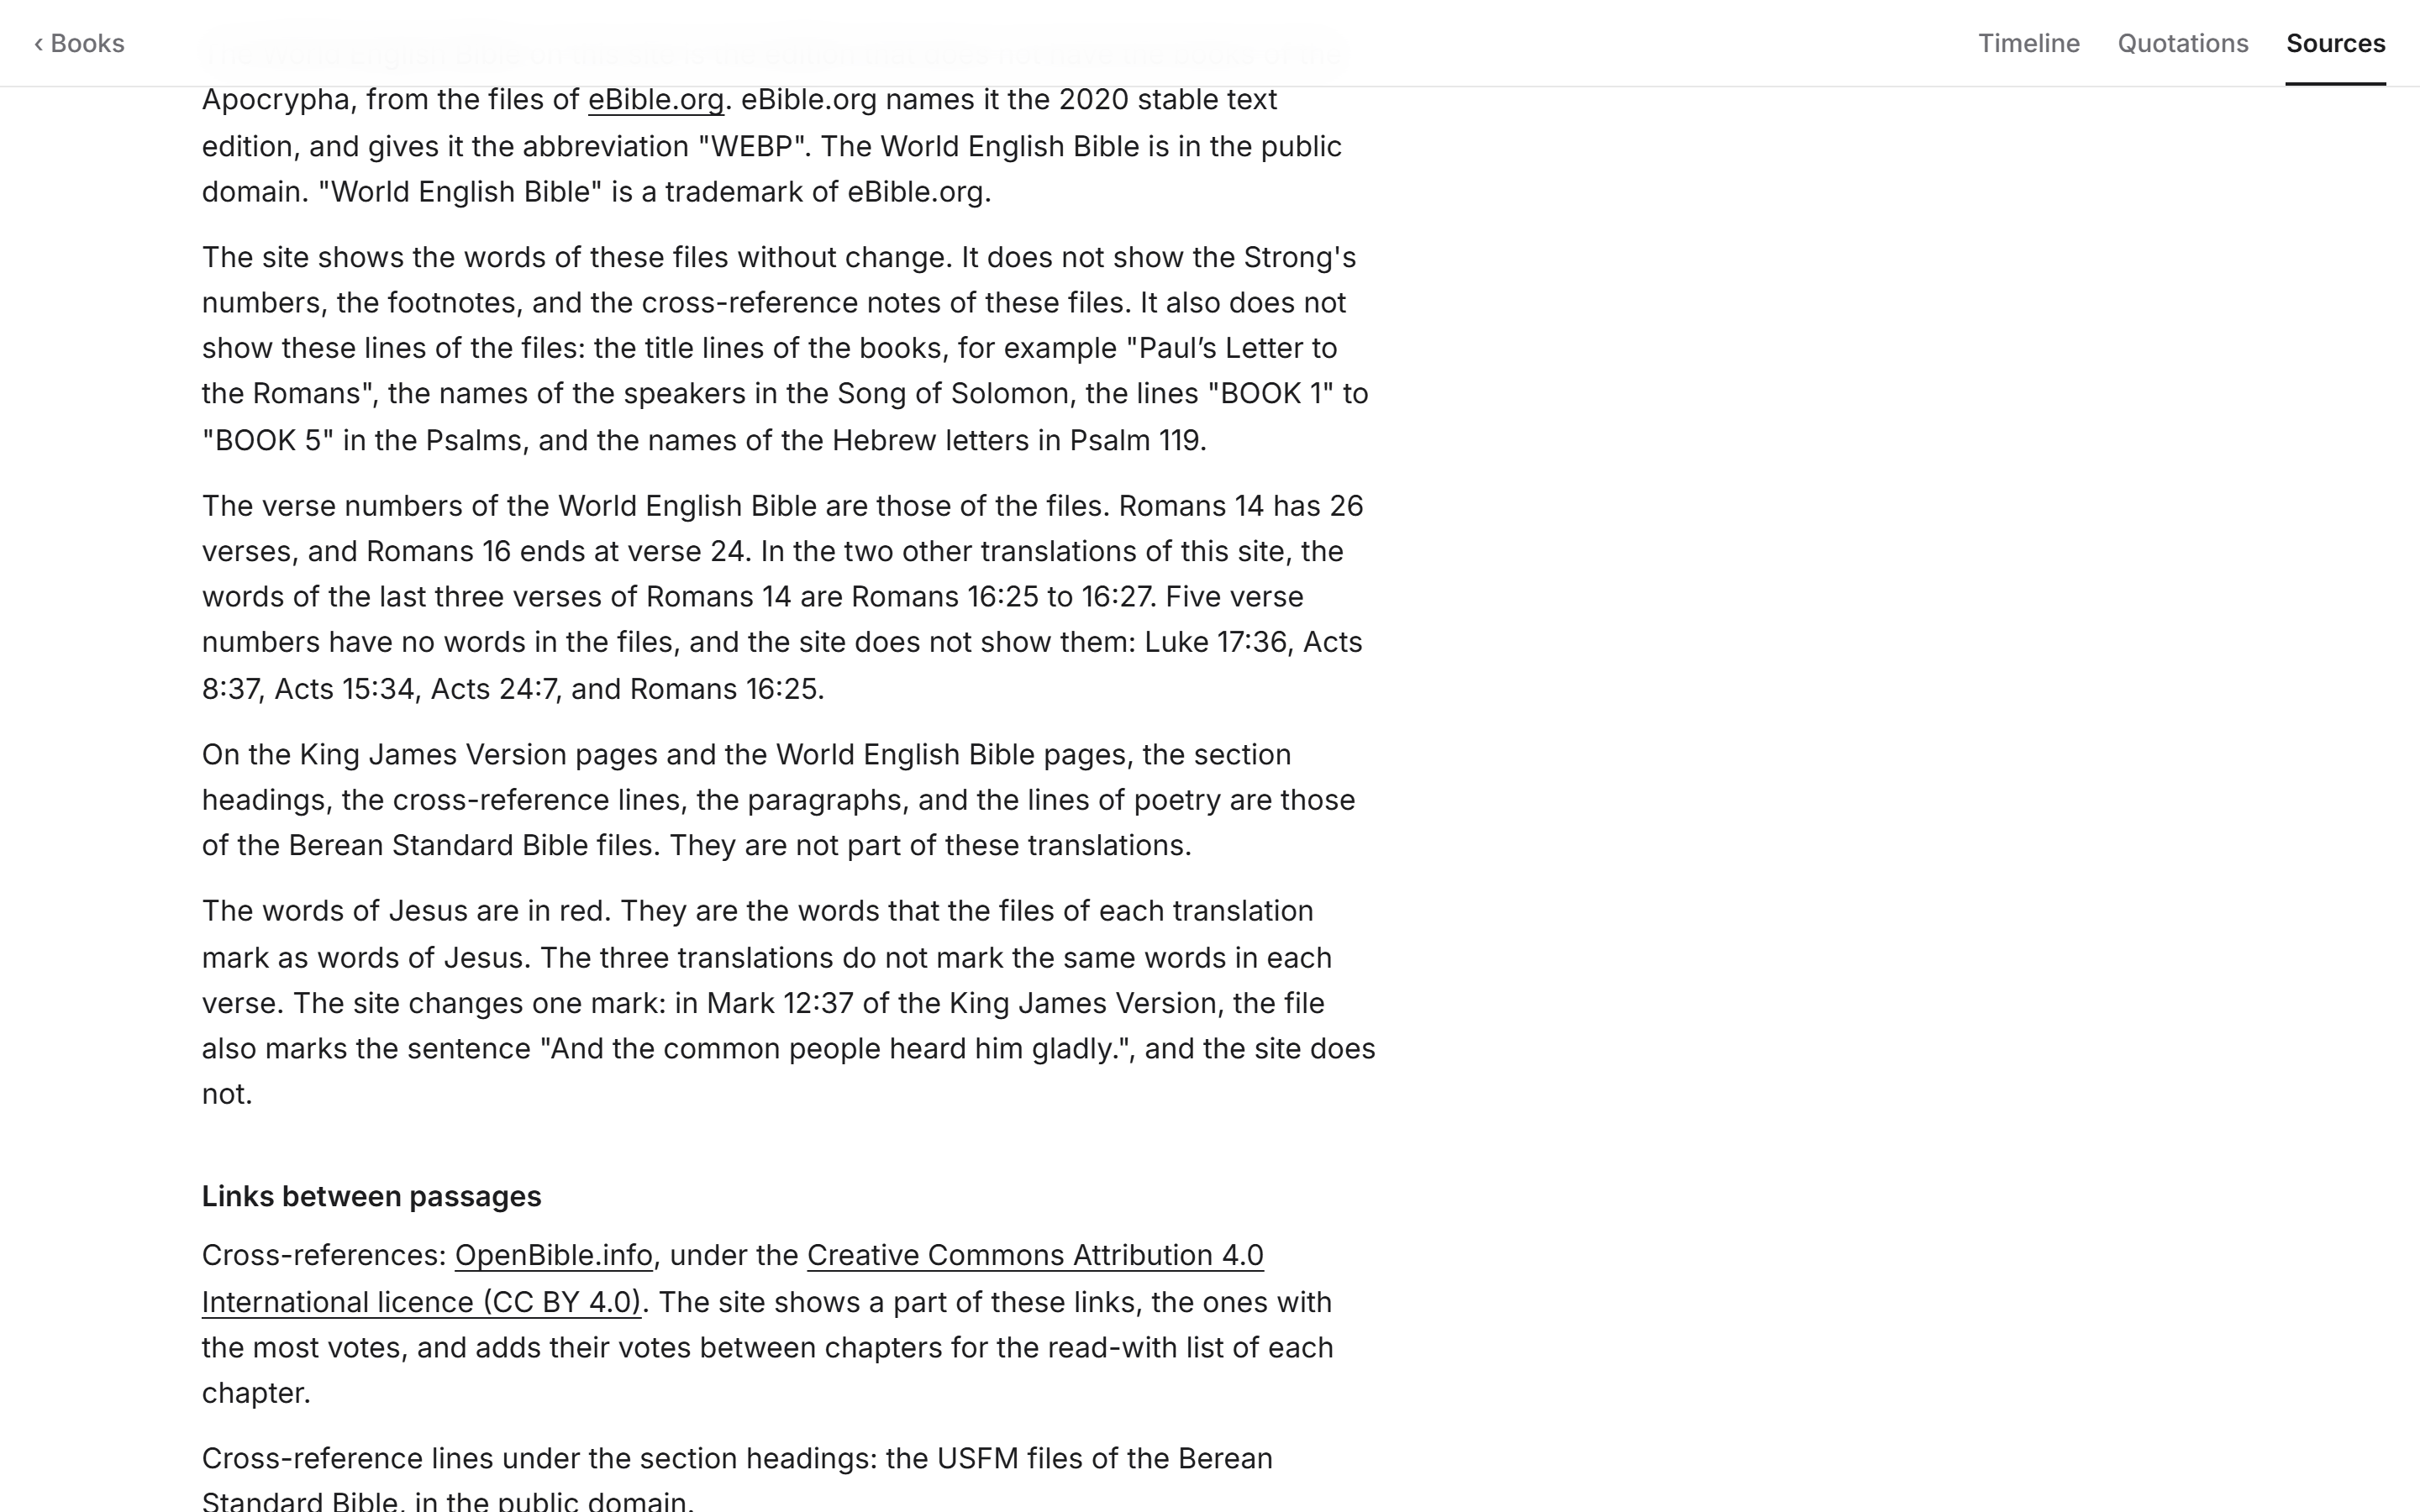 ‹ Books
Timeline
Quotations
Sources
Apocrypha, from the files of eBible.org. eBible.org names it the 2020 stable text
edition, and gives it the abbreviation "WEBP". The World English Bible is in the public
domain. "World English Bible" is a trademark of eBible.org.
The site shows the words of these files without change. It does not show the Strong's
numbers, the footnotes, and the cross-reference notes of these files. It also does not
show these lines of the files: the title lines of the books, for example "Paul’s Letter to
the Romans", the names of the speakers in the Song of Solomon, the lines "BOOK 1" to
"BOOK 5" in the Psalms, and the names of the Hebrew letters in Psalm 119.
The verse numbers of the World English Bible are those of the files. Romans 14 has 26
verses, and Romans 16 ends at verse 24. In the two other translations of this site, the
words of the last three verses of Romans 14 are Romans 16:25 to 16:27. Five verse
numbers have no words in the files, and the site does not show them: Luke 17:36, Acts
8:37, Acts 15:34, Acts 24:7, and Romans 16:25.
On the King James Version pages and the World English Bible pages, the section
headings, the cross-reference lines, the paragraphs, and the lines of poetry are those
of the Berean Standard Bible files. They are not part of these translations.
The words of Jesus are in red. They are the words that the files of each translation
mark as words of Jesus. The three translations do not mark the same words in each
verse. The site changes one mark: in Mark 12:37 of the King James Version, the file
also marks the sentence "And the common people heard him gladly.", and the site does
not.
Links between passages
Cross-references: OpenBible.info, under the Creative Commons Attribution 4.0
International licence (CC BY 4.0). The site shows a part of these links, the ones with
the most votes, and adds their votes between chapters for the read-with list of each
chapter.
Cross-reference lines under the section headings: the USFM files of the Berean
Standard Bible, in the public domain.